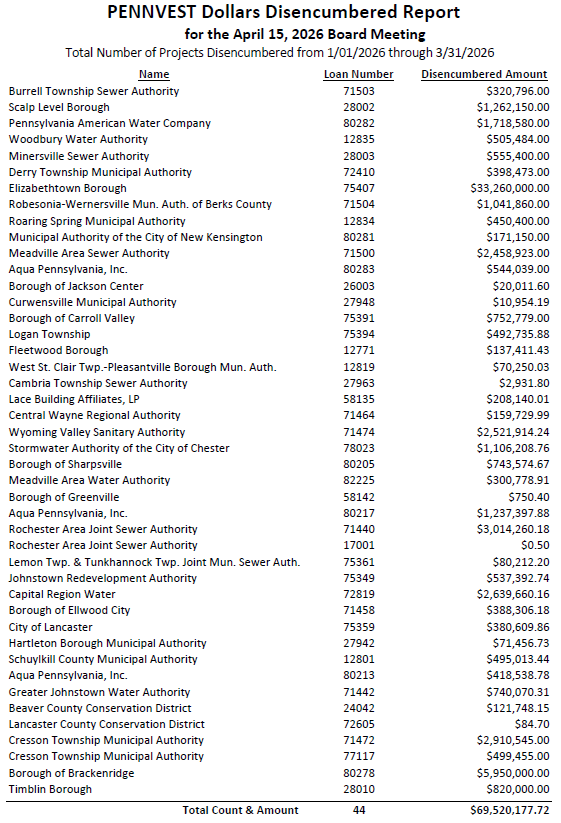 PENNVEST Dollars Disencumbered Report
for the April 15, 2026 Board Meeting
Total Number of Projects Disencumbered from 1/01/2026 through 3/31/2026
Name Loan Number Disencumbered Amount
Burrell Township Sewer Authority 71503 $320,796.00
Scalp Level Borough 28002 $1,262,150.00
Pennsylvania American Water Company 80282 $1,718,580.00
Woodbury Water Authority 12835 $505,484.00
Minersville Sewer Authority 28003 $555,400.00
Derry Township Municipal Authority 72410 $398,473.00
Elizabethtown Borough 75407 $33,260,000.00
Robesonia-Wernersville Mun. Auth. of Berks County 71504 $1,041,860.00
Roaring Spring Municipal Authority 12834 $450,400.00
Municipal Authority of the City of New Kensington 80281 $171,150.00
Meadville Area Sewer Authority 71500 $2,458,923.00
Aqua Pennsylvania, Inc. 80283 $544,039.00
Borough of Jackson Center 26003 $20,011.60
Curwensville Municipal Authority 27948 $10,954.19
Borough of Carroll Valley 75391 $752,779.00
Logan Township 75394 $492,735.88
Fleetwood Borough 12771 $137,411.43
West St. Clair Twp.-Pleasantville Borough Mun. Auth. 12819 $70,250.03
Cambria Township Sewer Authority 27963 $2,931.80
Lace Building Affiliates, LP 58135 $208,140.01
Central Wayne Regional Authority 71464 $159,729.99
Wyoming Valley Sanitary Authority 71474 $2,521,914.24
Stormwater Authority of the City of Chester 78023 $1,106,208.76
Borough of Sharpsville 80205 $743,574.67
Meadville Area Water Authority 82225 $300,778.91
Borough of Greenville 58142 $750.40
Aqua Pennsylvania, Inc. 80217 $1,237,397.88
Rochester Area Joint Sewer Authority 71440 $3,014,260.18
Rochester Area Joint Sewer Authority 17001 $0.50
Lemon Twp. & Tunkhannock Twp. Joint Mun. Sewer Auth. 75361 $80,212.20
Johnstown Redevelopment Authority 75349 $537,392.74
Capital Region Water 72819 $2,639,660.16
Borough of Ellwood City 71458 $388,306.18
City of Lancaster 75359 $380,609.86
Hartleton Borough Municipal Authority 27942 $71,456.73
Schuylkill County Municipal Authority 12801 $495,013.44
Aqua Pennsylvania, Inc. 80213 $418,538.78
Greater Johnstown Water Authority 71442 $740,070.31
Beaver County Conservation District 24042 $121,748.15
Lancaster County Conservation District 72605 $84.70
Cresson Township Municipal Authority 71472 $2,910,545.00
Cresson Township Municipal Authority 77117 $499,455.00
Borough of Brackenridge 80278 $5,950,000.00
Timblin Borough 28010 $820,000.00
Total Count & Amount 44 $69,520,177.72